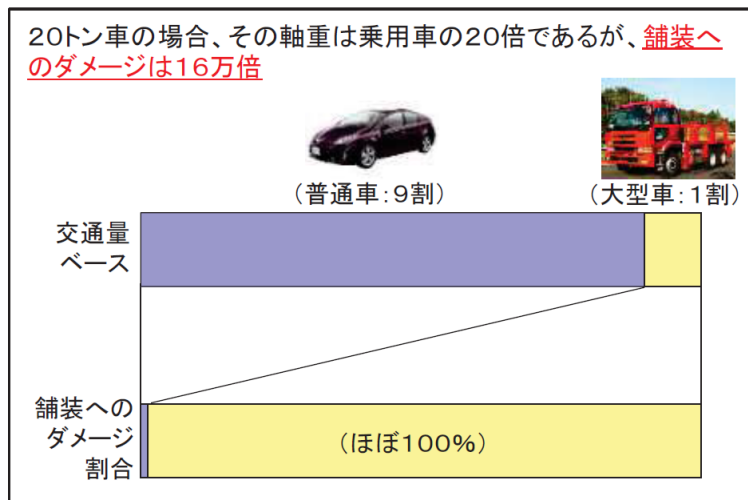 20トン車の場合、その軸重は乗用車の20倍であるが、舗装へ
のダメージは16万倍
(普通車:9割)
(大型車:1割)
交通量
ベース
舗装への
ダメージ
割合
(ほぼ100%)